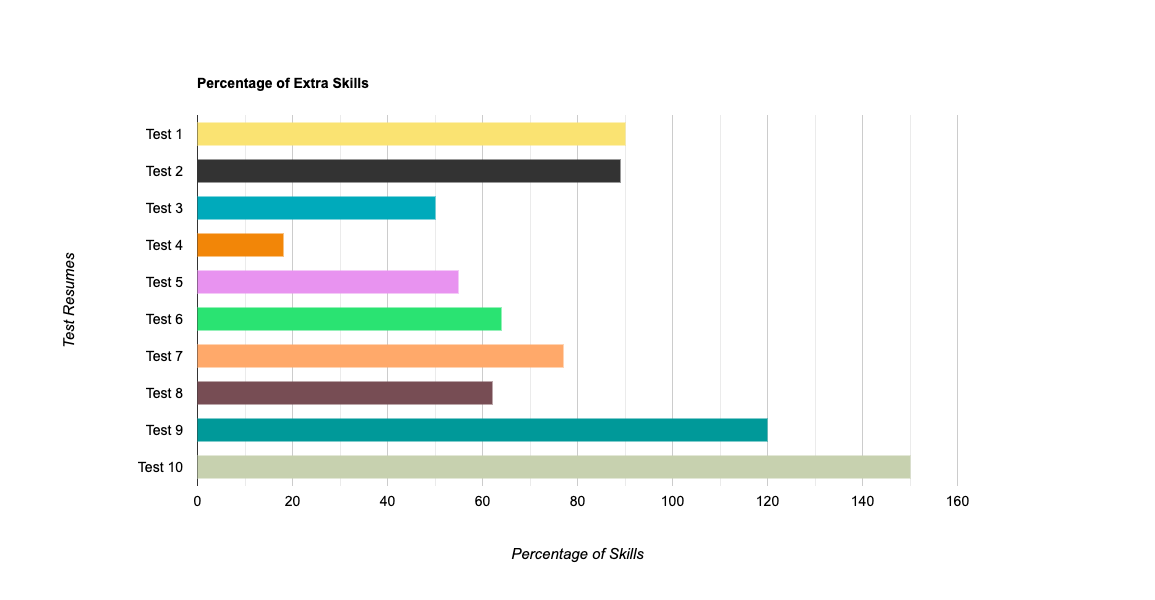 Percentage of Extra Skills
Test 1
Test 2
Test 3
Test 4
Test 5
Test 6
Test 7
Test 8
Test 9
Test 10
Test Resumes
0 20 40 60 80 100 120 140 160
Percentage of Skills